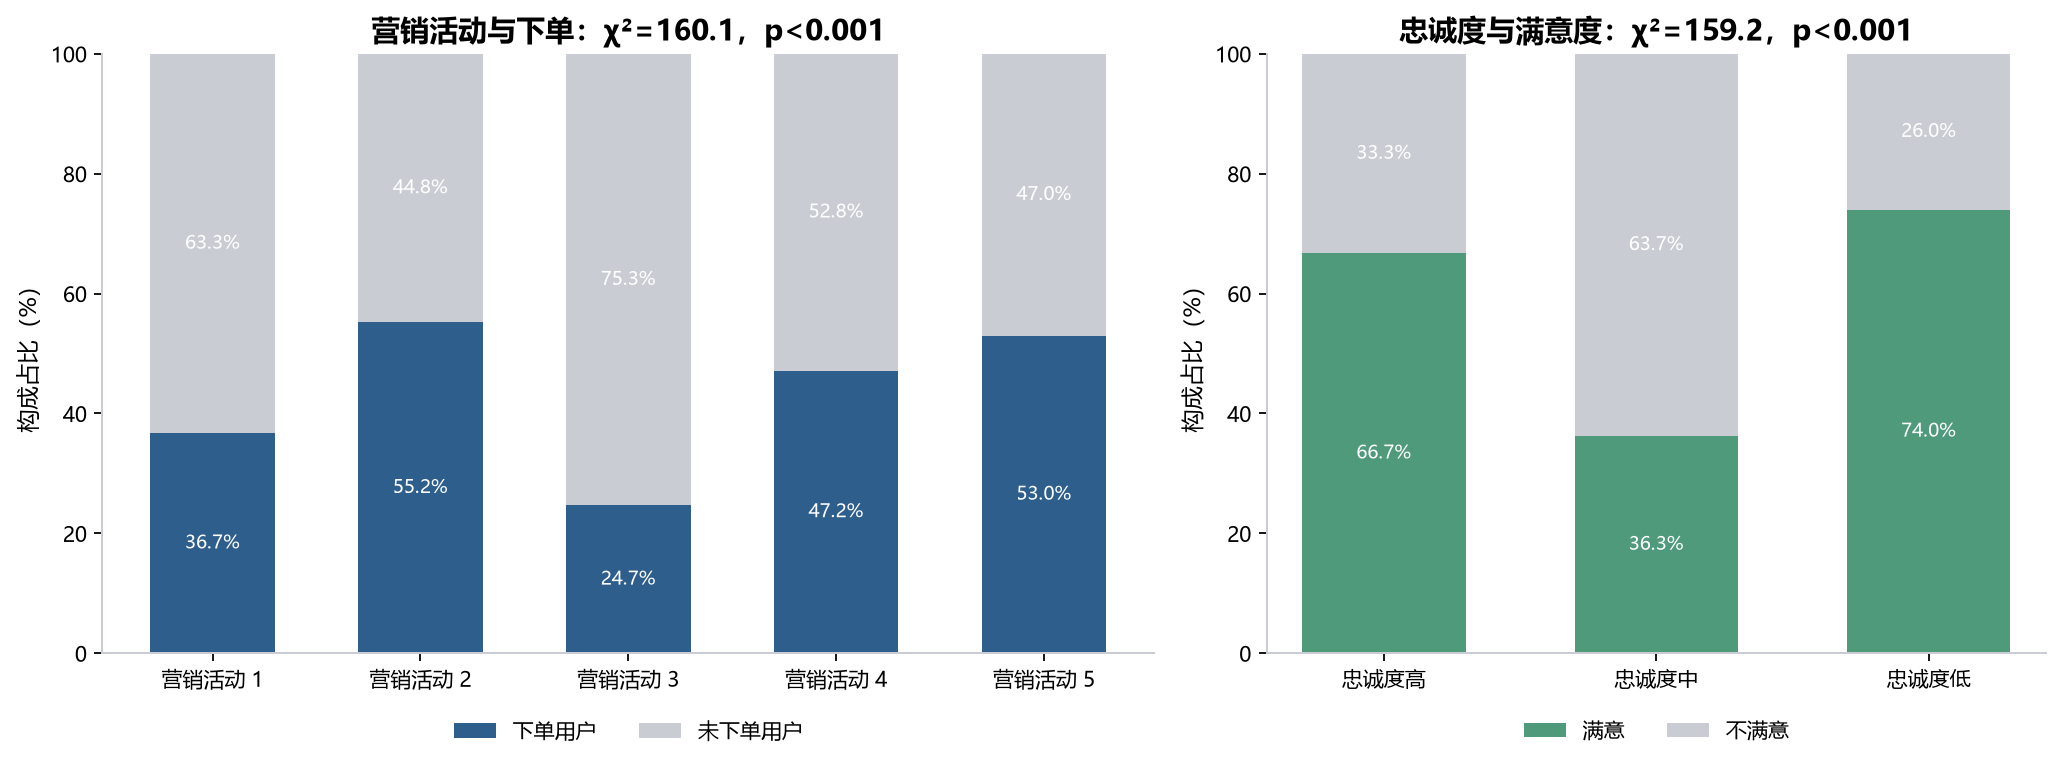 营销活动与下单：χ²=160.1，p<0.001
构成占比（%）
100
80
60
40
20
0
63.3%
44.8%
75.3%
52.8%
47.0%
36.7%
55.2%
24.7%
47.2%
53.0%
营销活动 1
营销活动 2
营销活动 3
营销活动 4
营销活动 5
下单用户
未下单用户
忠诚度与满意度：χ²=159.2，p<0.001
构成占比（%）
100
80
60
40
20
0
33.3%
63.7%
26.0%
66.7%
36.3%
74.0%
忠诚度高
忠诚度中
忠诚度低
满意
不满意